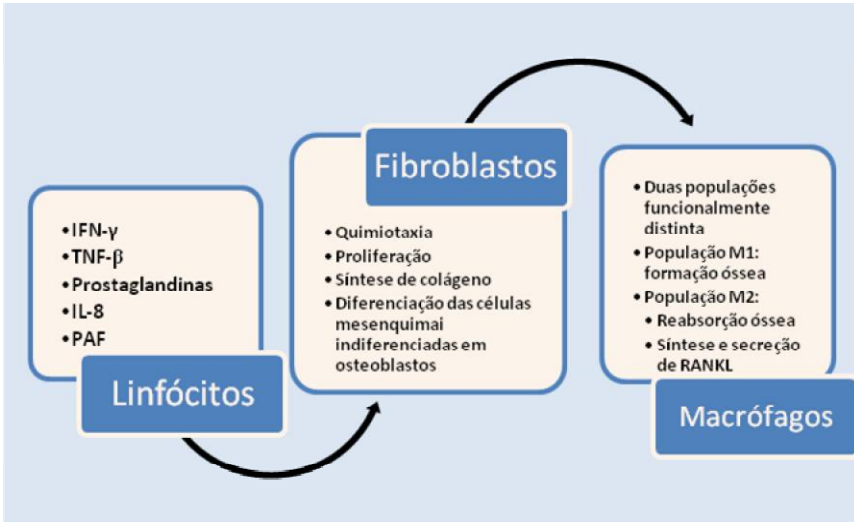 •IFN-γ
•TNF-β
•Prostaglandinas
•IL-8
•PAF
Linfócitos
Fibroblastos
•Quimiotaxia
•Proliferação
•Síntese de colágeno
•Diferenciação das células
mesenquimai
indiferenciadas em
osteoblastos
•Duas populações
funcionalmente
distinta
•População M1:
formação óssea
•População M2:
•Reabsorção óssea
•Síntese e secreção
de RANKL
Macrófagos